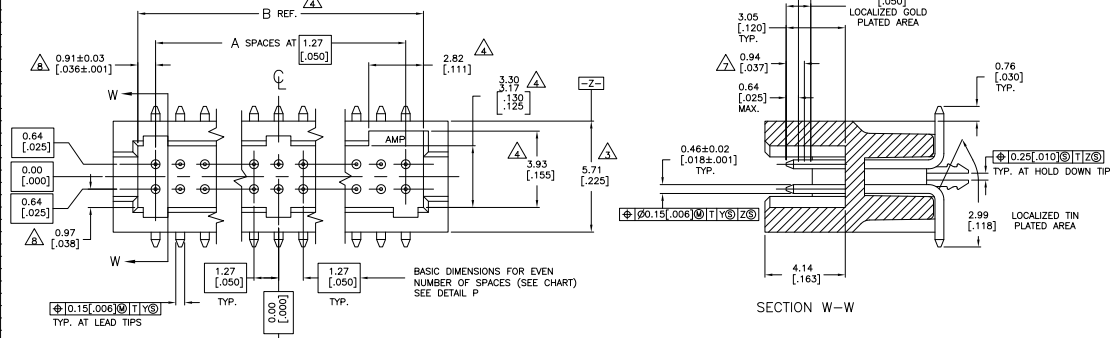 B REF. 4
A SPACES AT 1.27
[.050]
8 0.91±0.03
[.036±.001]
2.82
[.111]
4
℄
W
3.30
3.17
.130
.125
4
-Z-
AMP
0.64
[.025]
0.00
[.000]
0.64
[.025]
4 3.93
[.155]
3
5.71
[.225]
8 0.97
[.038]
W
1.27
[.050]
TYP.
1.27
[.050]
TYP.
0.00
[.000]
BASIC DIMENSIONS FOR EVEN
NUMBER OF SPACES (SEE CHART)
SEE DETAIL P
⌖ 0.15[.006]Ⓜ T YⓈ
TYP. AT LEAD TIPS
[.050]
LOCALIZED GOLD
PLATED AREA
3.05
[.120]
TYP.
7 0.94
[.037]
0.64
[.025]
MAX.
0.76
[.030]
TYP.
0.46±0.02
[.018±.001]
TYP.
⌖ Ø0.15[.006]Ⓜ T YⓈ ZⓈ
⌖ 0.25[.010]Ⓢ T ZⓈ
TYP. AT HOLD DOWN TIP
2.99
[.118]
LOCALIZED TIN
PLATED AREA
4.14
[.163]
SECTION W-W